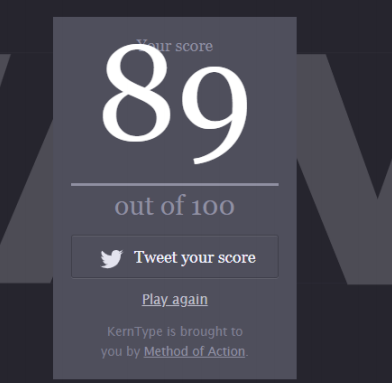 Your score
89
out of 100
Tweet your score
Play again
KernType is brought to
you by Method of Action.